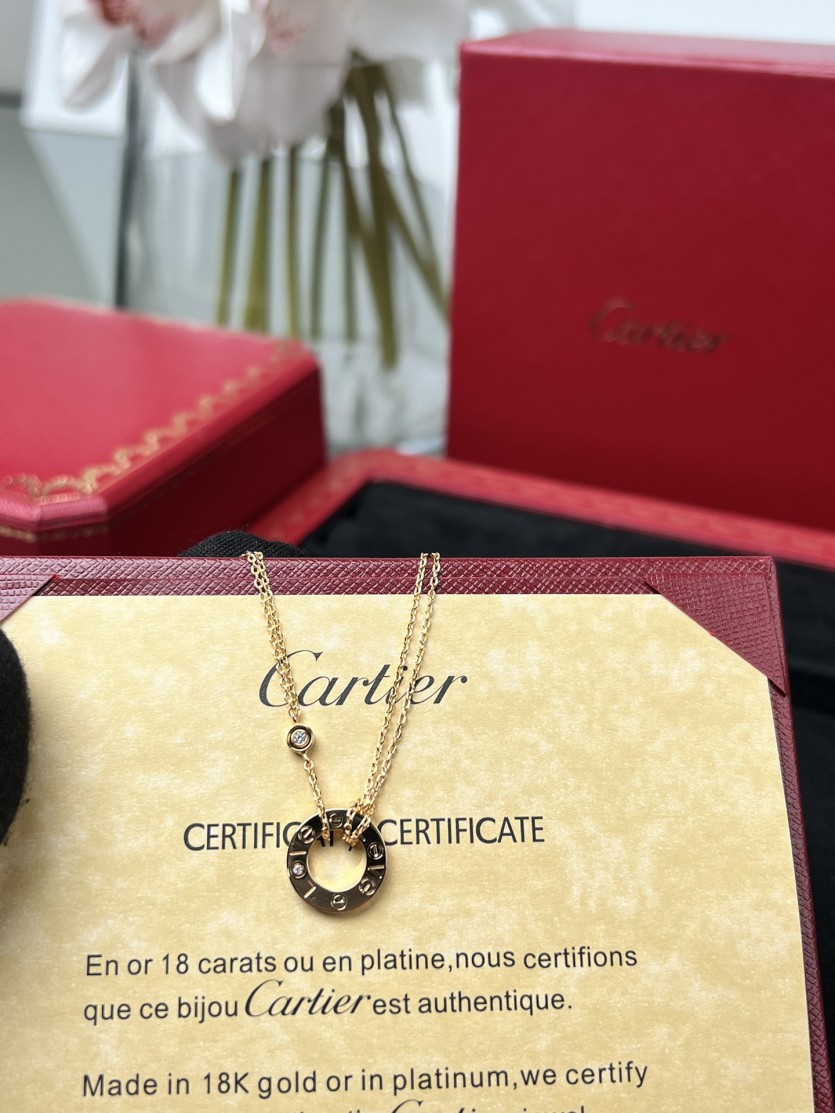 Cartier
Cartier
CERTIFICAT / CERTIFICATE
En or 18 carats ou en platine,nous certifions
que ce bijou Cartier est authentique.
Made in 18K gold or in platinum,we certify